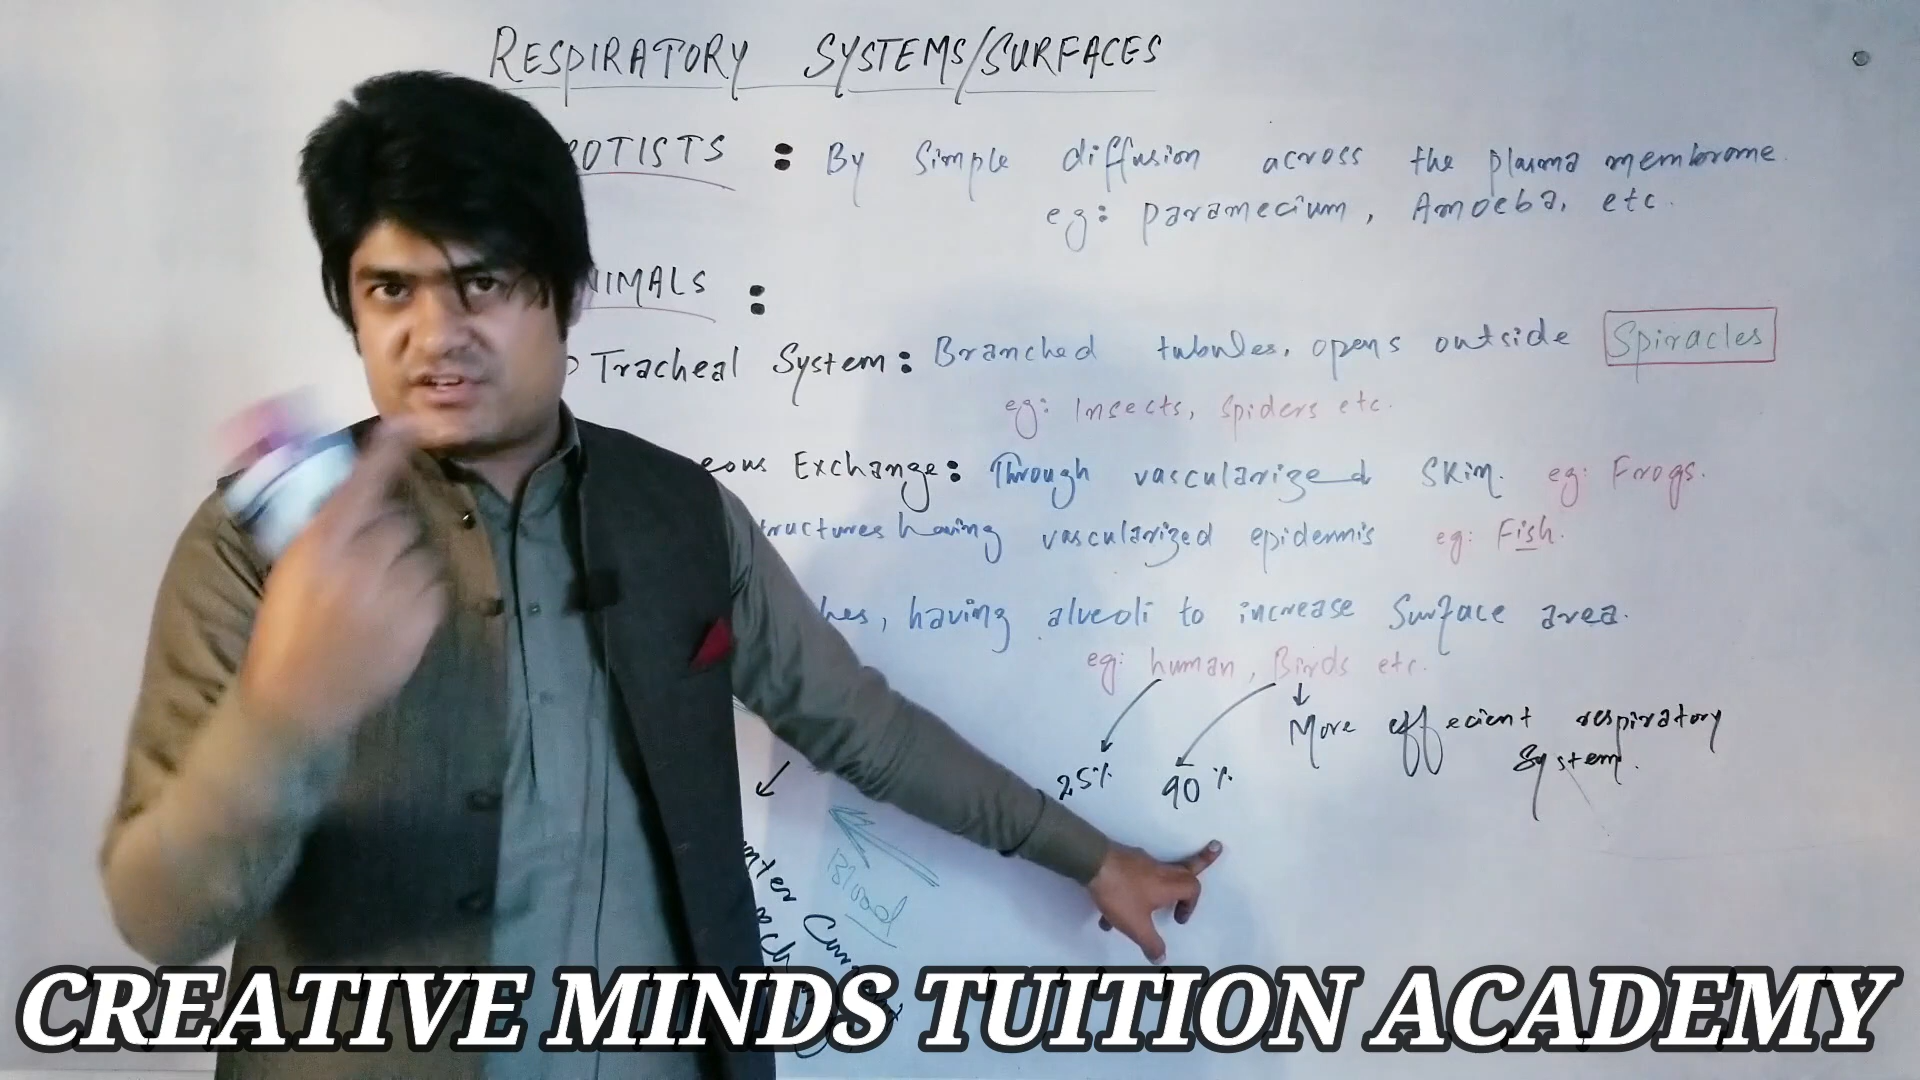 RESPIRATORY SYSTEMS/SURFACES
OTISTS : By Simple diffusion across the plasma membrane.
eg: Paramecium, Amoeba, etc.
NIMALS :
Tracheal System: Branched tubules, opens outside Spiracles
eg: Insects, Spiders etc.
eous Exchange: Through vascularized Skin. eg: Frogs.
tructures having vascularized epidermis eg: Fish.
hes, having alveoli to increase Surface area.
eg: human, Birds etc.
More effecient respiratory
System.
25% 90%
Blood
nter Current
CREATIVE MINDS TUITION ACADEMY